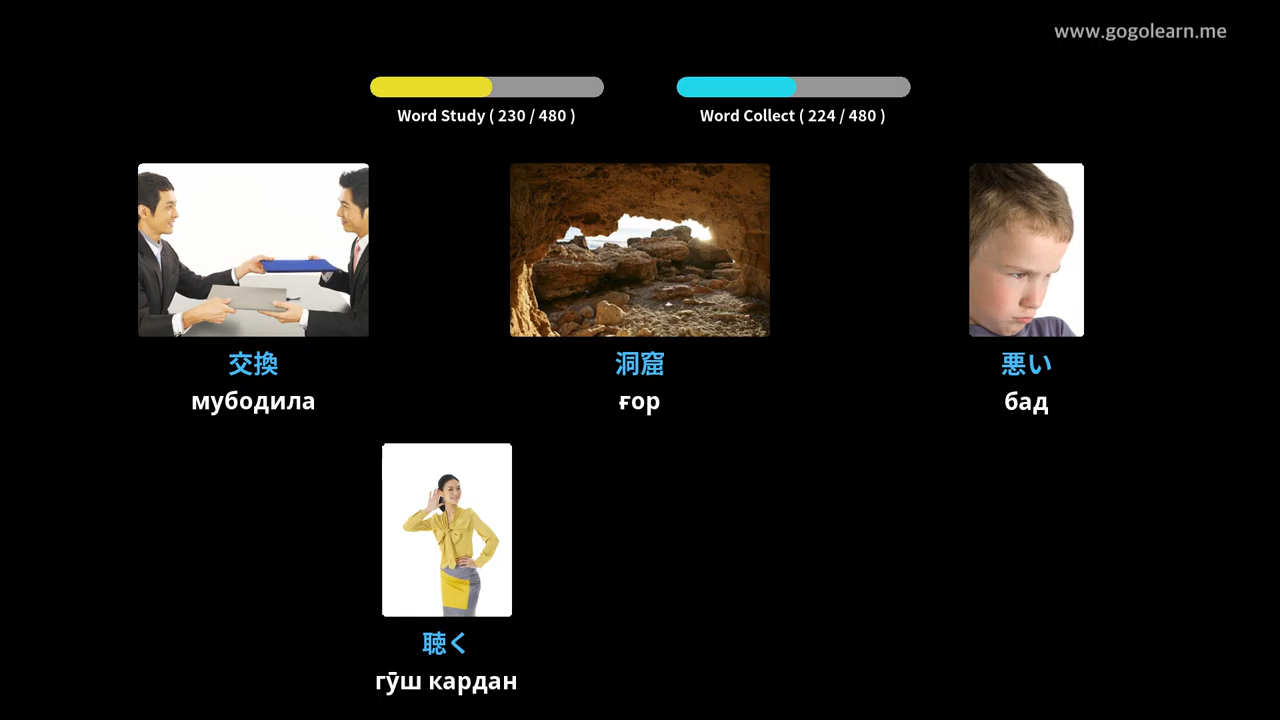 www.gogolearn.me
Word Study ( 230 / 480 )
Word Collect ( 224 / 480 )
交換
мубодила
洞窟
ғор
悪い
бад
聴く
гӯш кардан